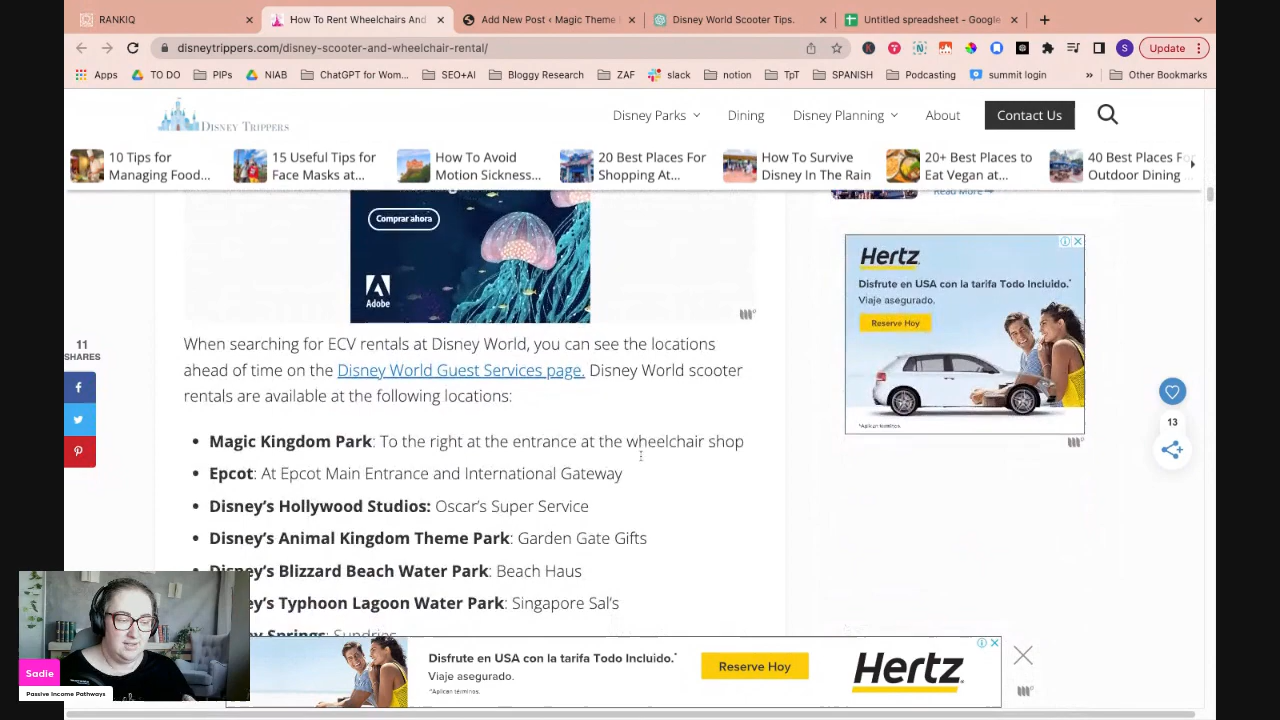 RANKIQ
How To Rent Wheelchairs And
Add New Post ‹ Magic Theme
Disney World Scooter Tips.
Untitled spreadsheet - Google
disneytrippers.com/disney-scooter-and-wheelchair-rental/
S
Update
Apps
TO DO
PIPs
NIAB
ChatGPT for Wom...
SEO+AI
Bloggy Research
ZAF
slack
notion
TpT
SPANISH
Podcasting
summit login
»
Other Bookmarks
DISNEY TRIPPERS
Disney Parks
Dining
Disney Planning
About
Contact Us
10 Tips for
Managing Food...
15 Useful Tips for
Face Masks at...
How To Avoid
Motion Sickness...
20 Best Places For
Shopping At...
How To Survive
Disney In The Rain
20+ Best Places to
Eat Vegan at...
40 Best Places For
Outdoor Dining
Read More
Comprar ahora
Adobe
Hertz
Disfrute en USA con la tarifa Todo Incluido.*
Viaje asegurado.
Reserve Hoy
*Aplican términos.
11
SHARES
13
When searching for ECV rentals at Disney World, you can see the locations
ahead of time on the Disney World Guest Services page. Disney World scooter
rentals are available at the following locations:
• Magic Kingdom Park: To the right at the entrance at the wheelchair shop
• Epcot: At Epcot Main Entrance and International Gateway
• Disney's Hollywood Studios: Oscar's Super Service
• Disney's Animal Kingdom Theme Park: Garden Gate Gifts
ey's Blizzard Beach Water Park: Beach Haus
ey's Typhoon Lagoon Water Park: Singapore Sal's
Springs: Sundries
Disfrute en USA con la tarifa Todo Incluido.*
Viaje asegurado.
*Aplican términos.
Reserve Hoy
Hertz
Sadie
Passive Income Pathways